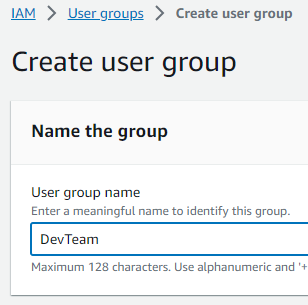 IAM > User groups > Create user group
Create user group
Name the group
User group name
Enter a meaningful name to identify this group.
DevTeam
Maximum 128 characters. Use alphanumeric and '+